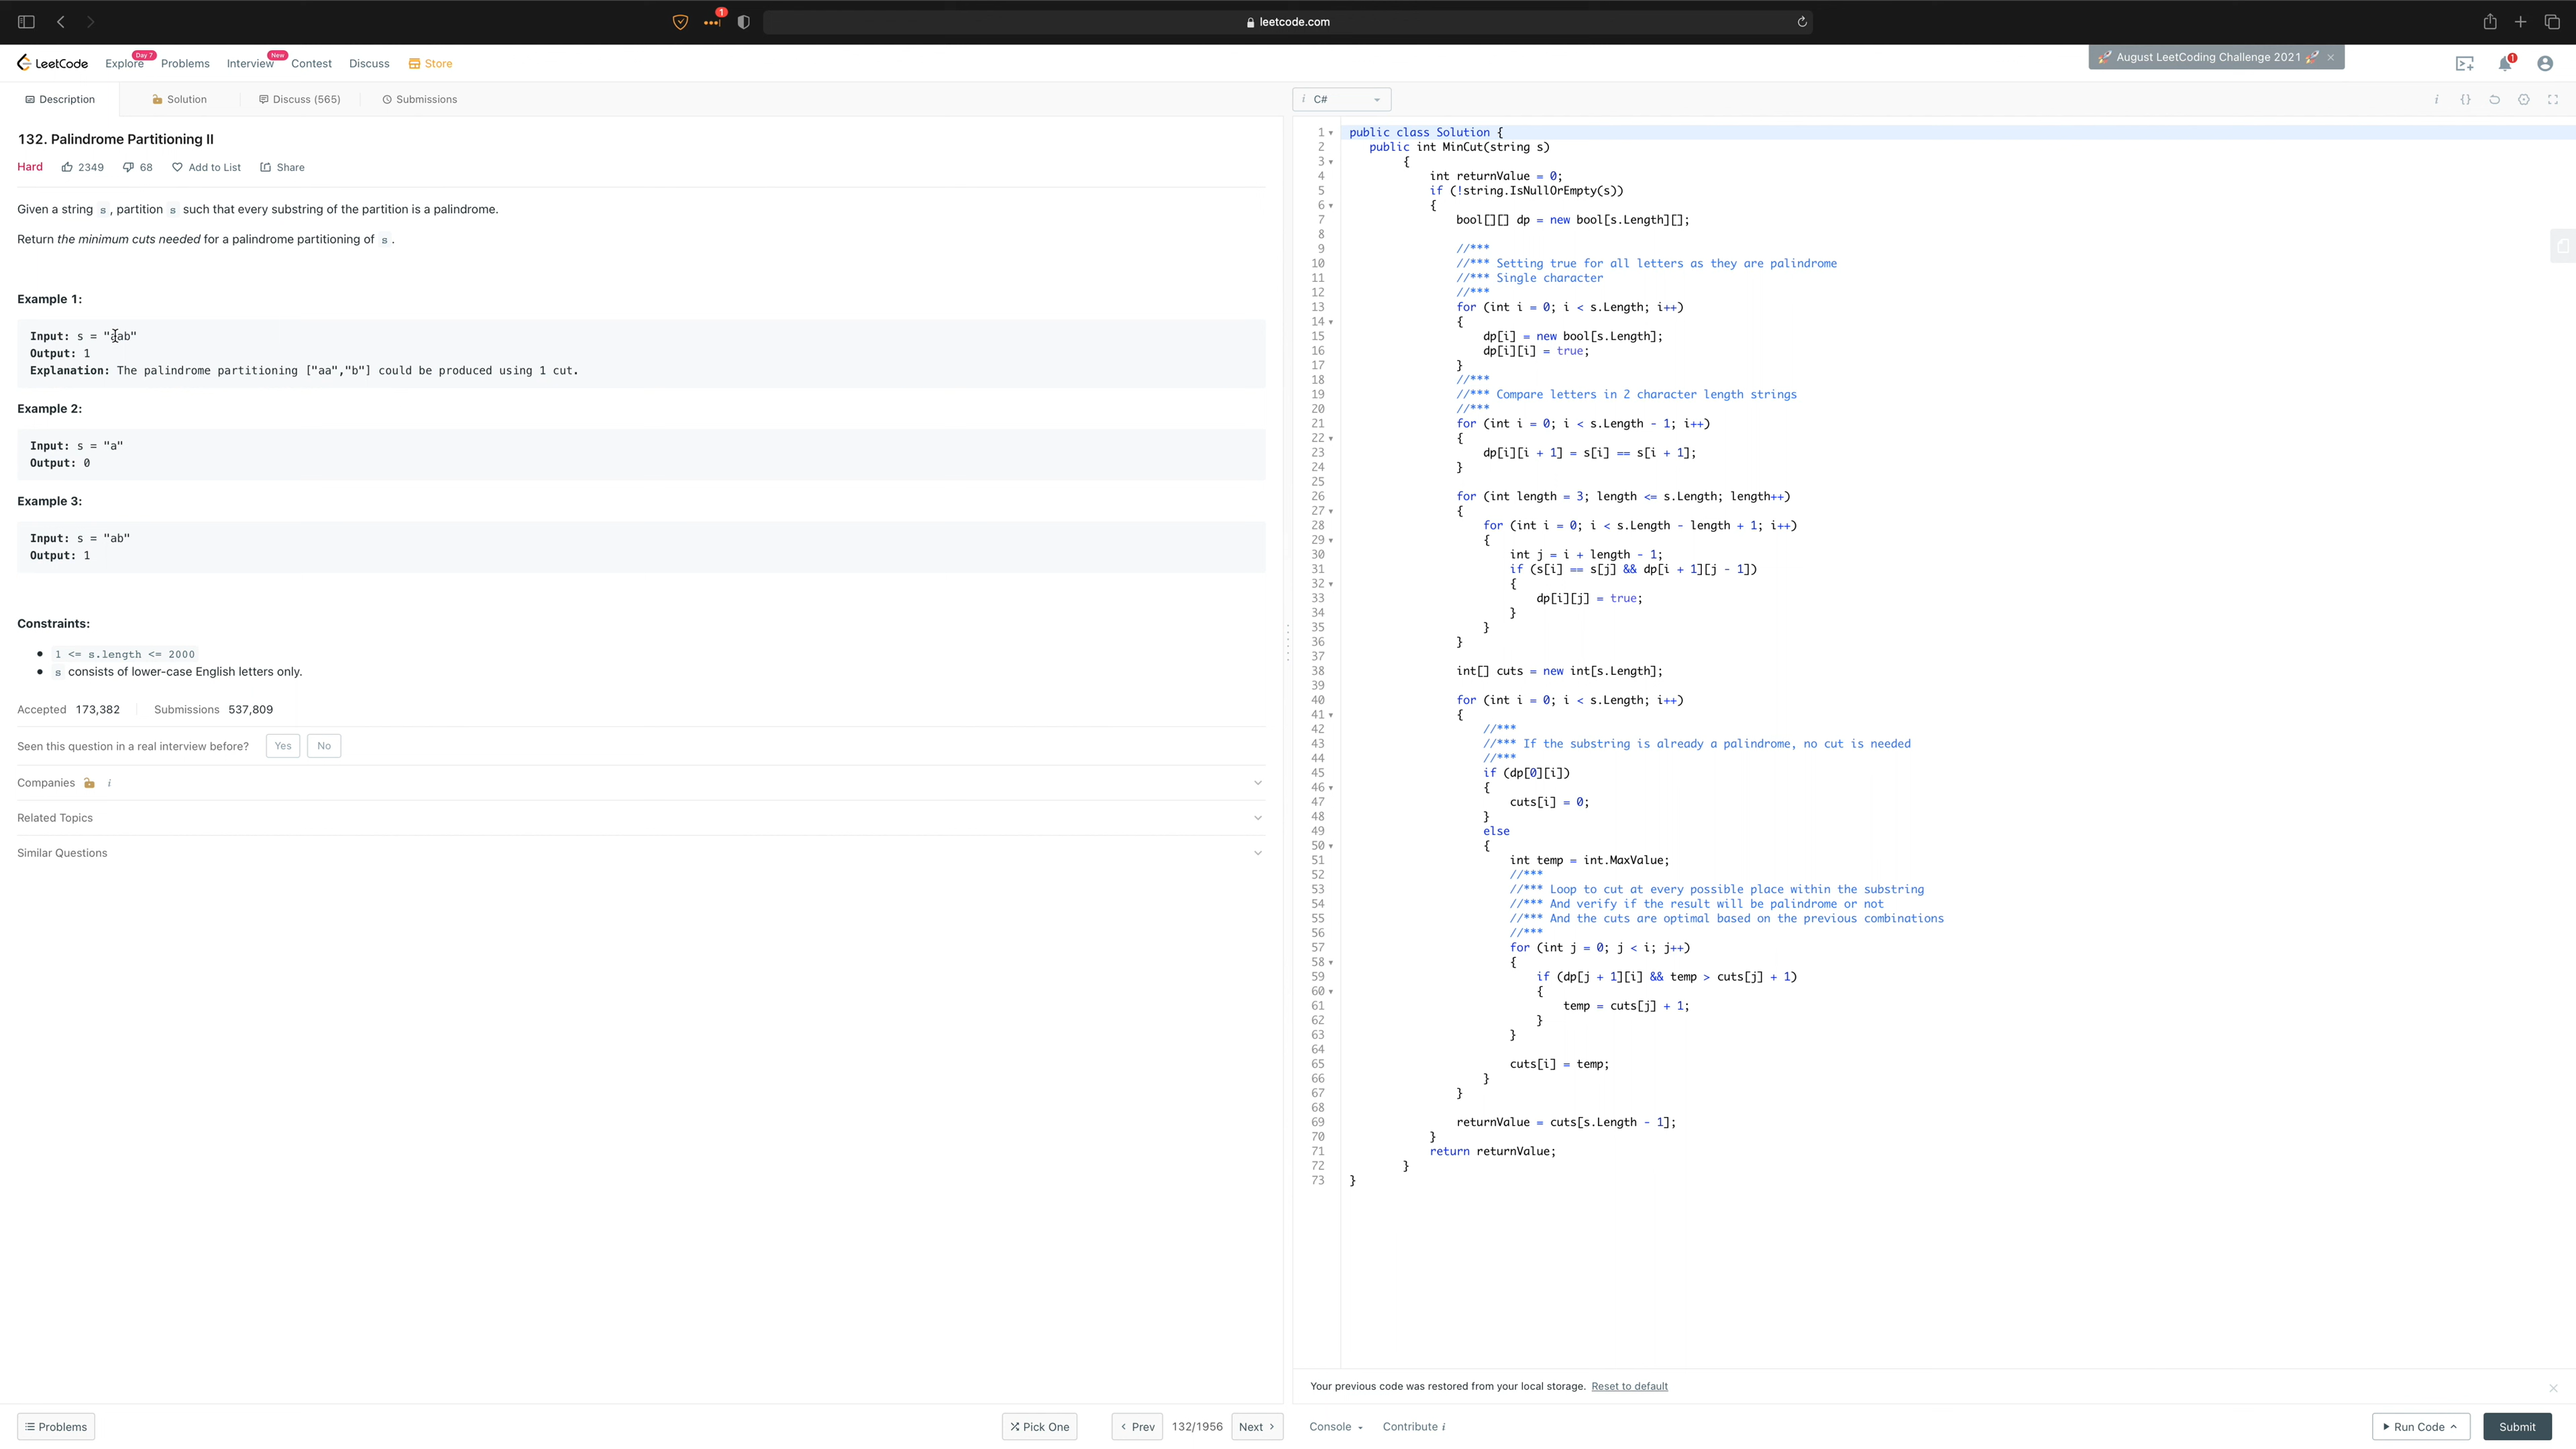 leetcode.com
1
LeetCode
Explore
Day 7
Problems
Interview
New
Contest
Discuss
Store
🚀 August LeetCoding Challenge 2021 🚀
1
Description
Solution
Discuss (565)
Submissions
i C#
132. Palindrome Partitioning II
Hard 2349 68 Add to List Share
Given a string s, partition s such that every substring of the partition is a palindrome.
Return the minimum cuts needed for a palindrome partitioning of s.
Example 1:
Input: s = "aab"
Output: 1
Explanation: The palindrome partitioning ["aa","b"] could be produced using 1 cut.
Example 2:
Input: s = "a"
Output: 0
Example 3:
Input: s = "ab"
Output: 1
Constraints:
1 <= s.length <= 2000
s consists of lower-case English letters only.
Accepted 173,382 Submissions 537,809
Seen this question in a real interview before? Yes No
Companies i
Related Topics
Similar Questions
1 public class Solution {
2 public int MinCut(string s)
3 {
4 int returnValue = 0;
5 if (!string.IsNullOrEmpty(s))
6 {
7 bool[][] dp = new bool[s.Length][];
8
9 //***
10 //*** Setting true for all letters as they are palindrome
11 //*** Single character
12 //***
13 for (int i = 0; i < s.Length; i++)
14 {
15 dp[i] = new bool[s.Length];
16 dp[i][i] = true;
17 }
18 //***
19 //*** Compare letters in 2 character length strings
20 //***
21 for (int i = 0; i < s.Length - 1; i++)
22 {
23 dp[i][i + 1] = s[i] == s[i + 1];
24 }
25
26 for (int length = 3; length <= s.Length; length++)
27 {
28 for (int i = 0; i < s.Length - length + 1; i++)
29 {
30 int j = i + length - 1;
31 if (s[i] == s[j] && dp[i + 1][j - 1])
32 {
33 dp[i][j] = true;
34 }
35 }
36 }
37
38 int[] cuts = new int[s.Length];
39
40 for (int i = 0; i < s.Length; i++)
41 {
42 //***
43 //*** If the substring is already a palindrome, no cut is needed
44 //***
45 if (dp[0][i])
46 {
47 cuts[i] = 0;
48 }
49 else
50 {
51 int temp = int.MaxValue;
52 //***
53 //*** Loop to cut at every possible place within the substring
54 //*** And verify if the result will be palindrome or not
55 //*** And the cuts are optimal based on the previous combinations
56 //***
57 for (int j = 0; j < i; j++)
58 {
59 if (dp[j + 1][i] && temp > cuts[j] + 1)
60 {
61 temp = cuts[j] + 1;
62 }
63 }
64
65 cuts[i] = temp;
66 }
67 }
68
69 returnValue = cuts[s.Length - 1];
70 }
71 return returnValue;
72 }
73 }
Your previous code was restored from your local storage. Reset to default
Problems
Pick One
Prev
132/1956
Next
Console
Contribute i
Run Code
Submit